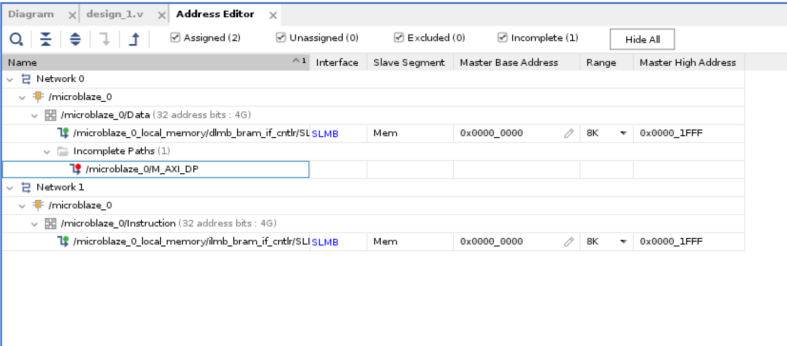 Diagram design_1.v Address Editor
Assigned (2) Unassigned (0) Excluded (0) Incomplete (1) Hide All
Name 1 Interface Slave Segment Master Base Address Range Master High Address
Network 0
/microblaze_0
/microblaze_0/Data (32 address bits : 4G)
/microblaze_0_local_memory/dlmb_bram_if_cntlr/SL SLMB Mem 0x0000_0000 8K 0x0000_1FFF
Incomplete Paths (1)
/microblaze_0/M_AXI_DP
Network 1
/microblaze_0
/microblaze_0/Instruction (32 address bits : 4G)
/microblaze_0_local_memory/ilmb_bram_if_cntlr/SL SLMB Mem 0x0000_0000 8K 0x0000_1FFF